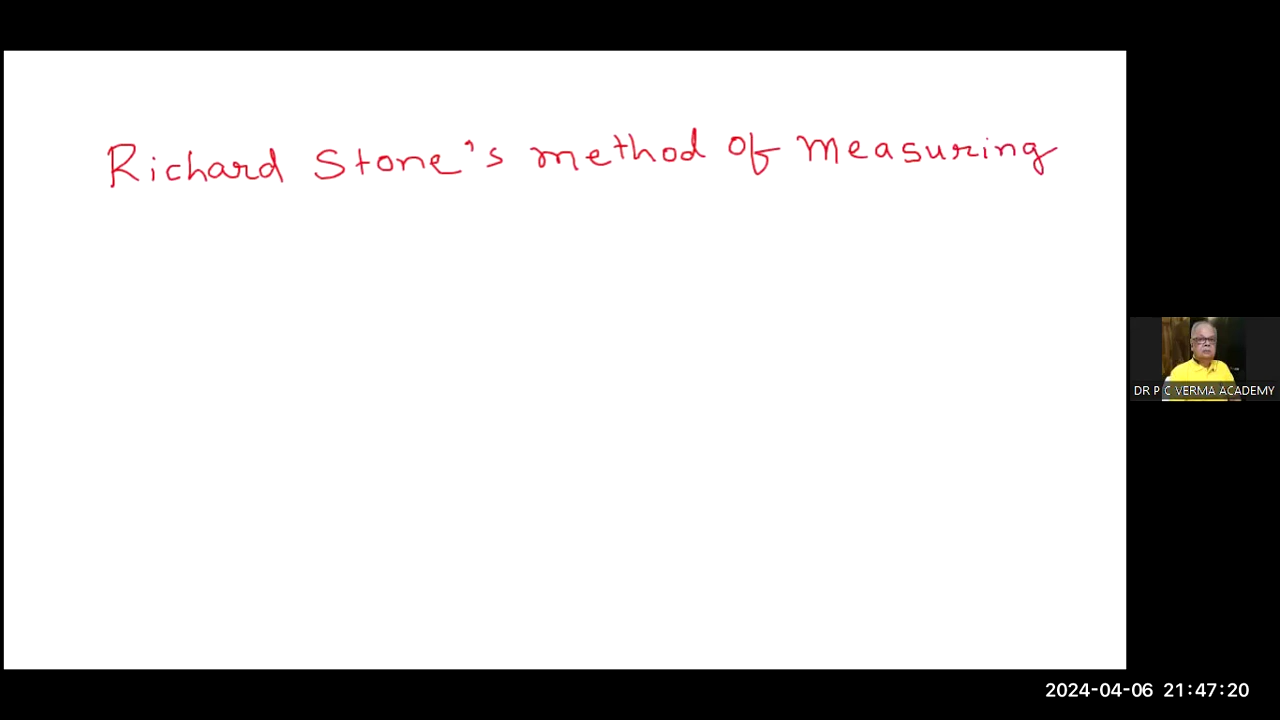 Richard Stone's method of measuring
DR P C VERMA ACADEMY
2024-04-06 21:47:20